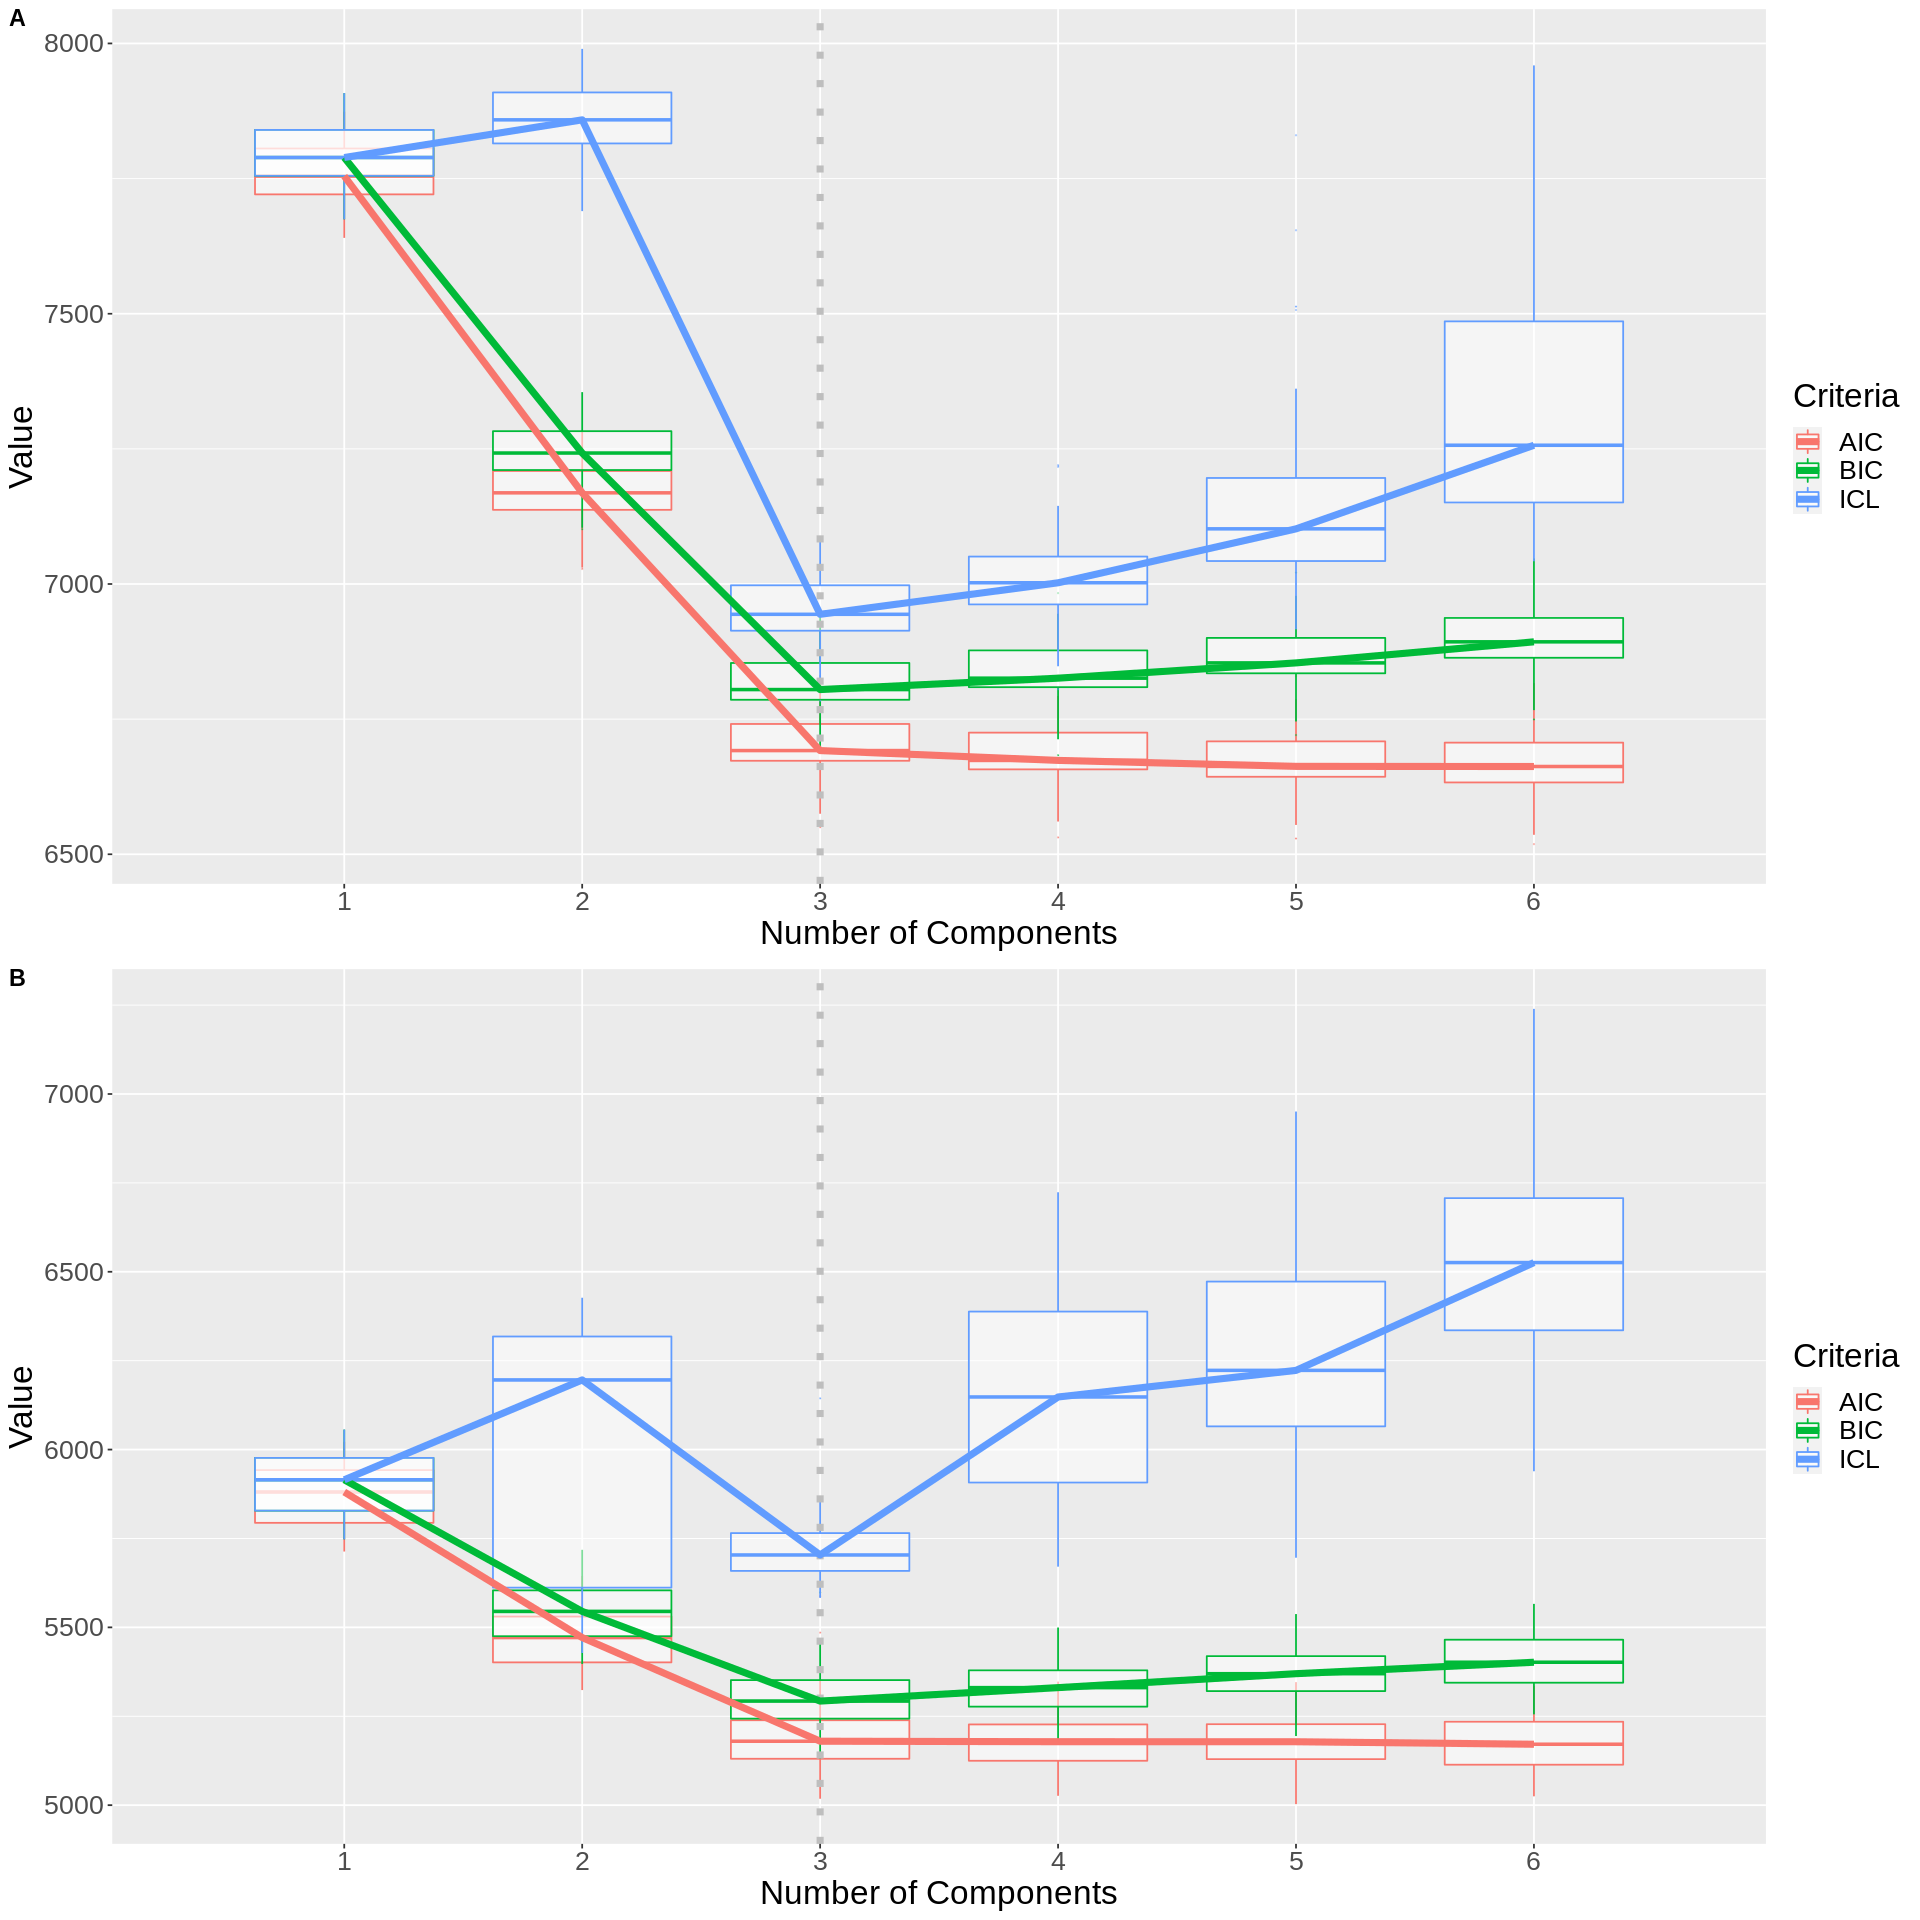 A
8000
7500
7000
6500
Value
1 2 3 4 5 6
Number of Components
Criteria
AIC
BIC
ICL
B
7000
6500
6000
5500
5000
Value
1 2 3 4 5 6
Number of Components
Criteria
AIC
BIC
ICL